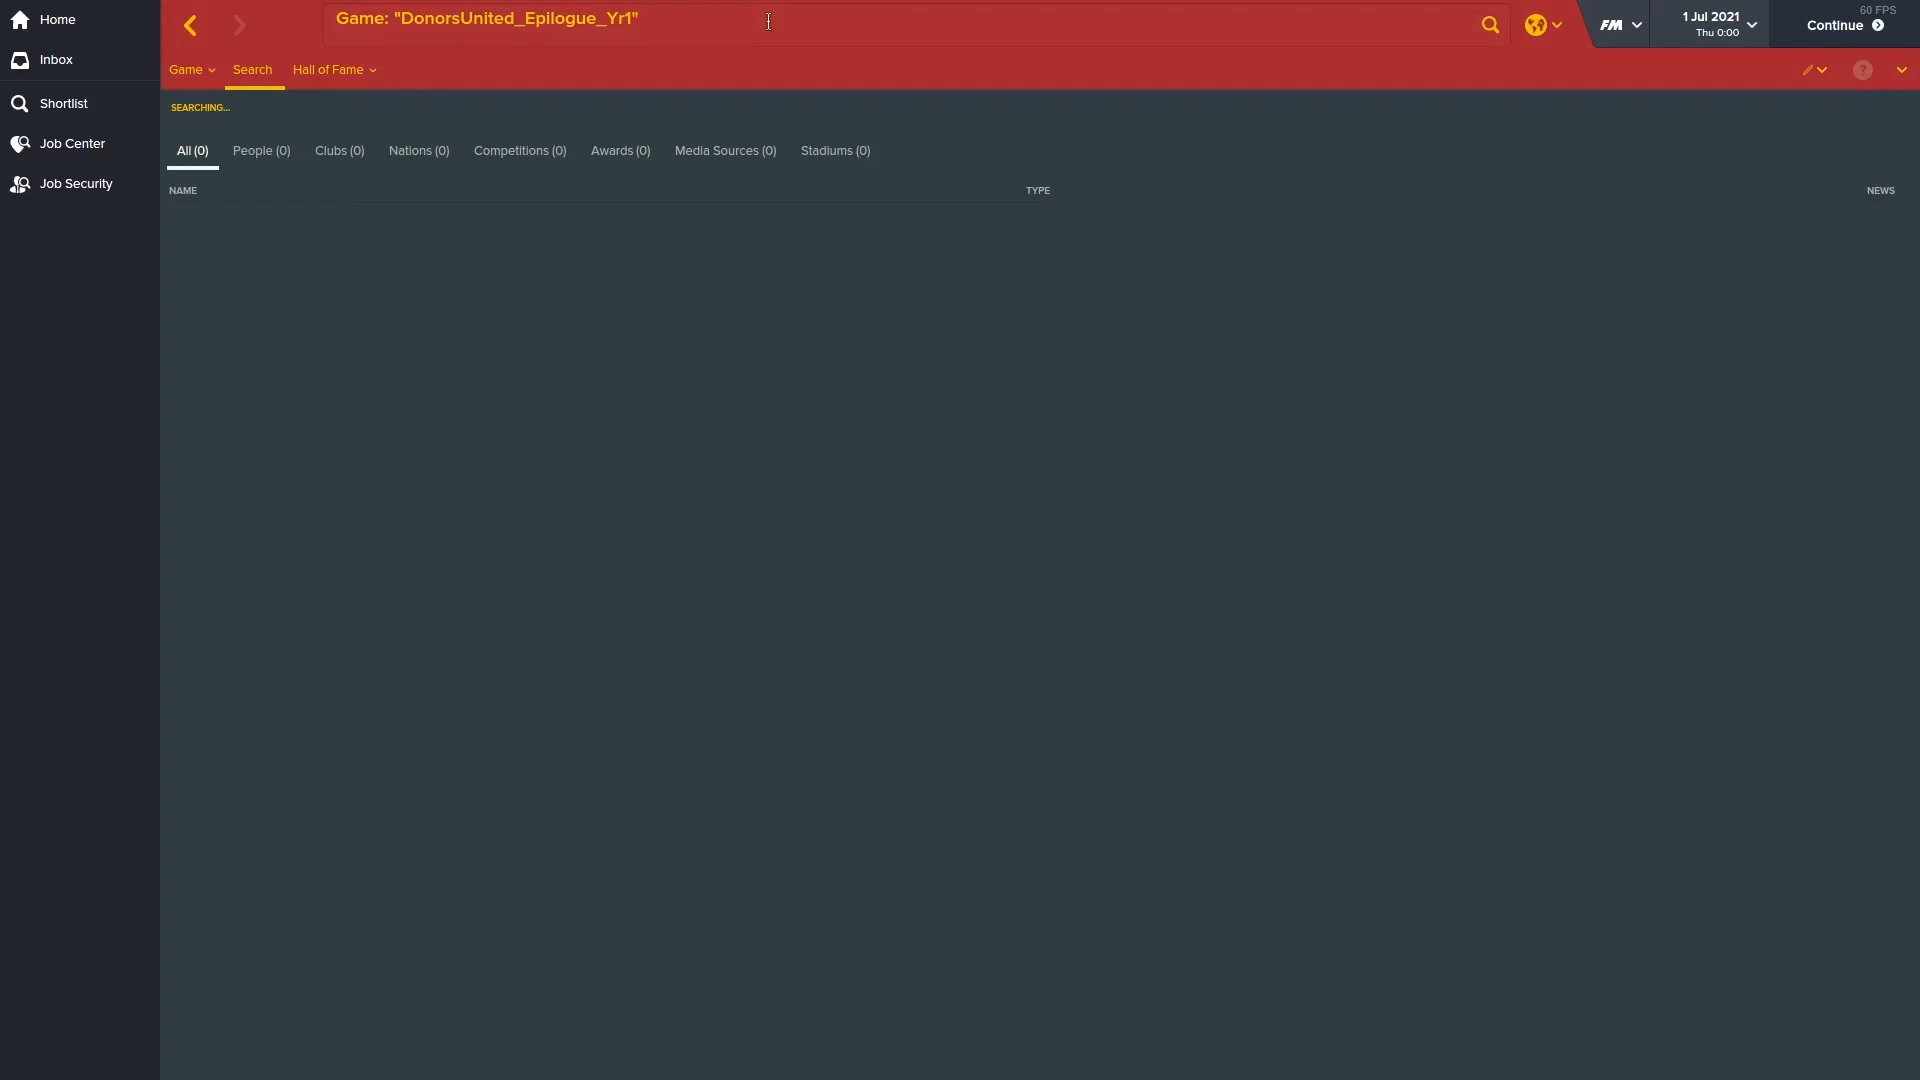 Home
Inbox
Shortlist
Job Center
Job Security
Game: "DonorsUnited_Epilogue_Yr1"
FM
1 Jul 2021
Thu 0:00
60 FPS
Continue
Game
Search
Hall of Fame
?
SEARCHING...
All (0)
People (0)
Clubs (0)
Nations (0)
Competitions (0)
Awards (0)
Media Sources (0)
Stadiums (0)
NAME
TYPE
NEWS